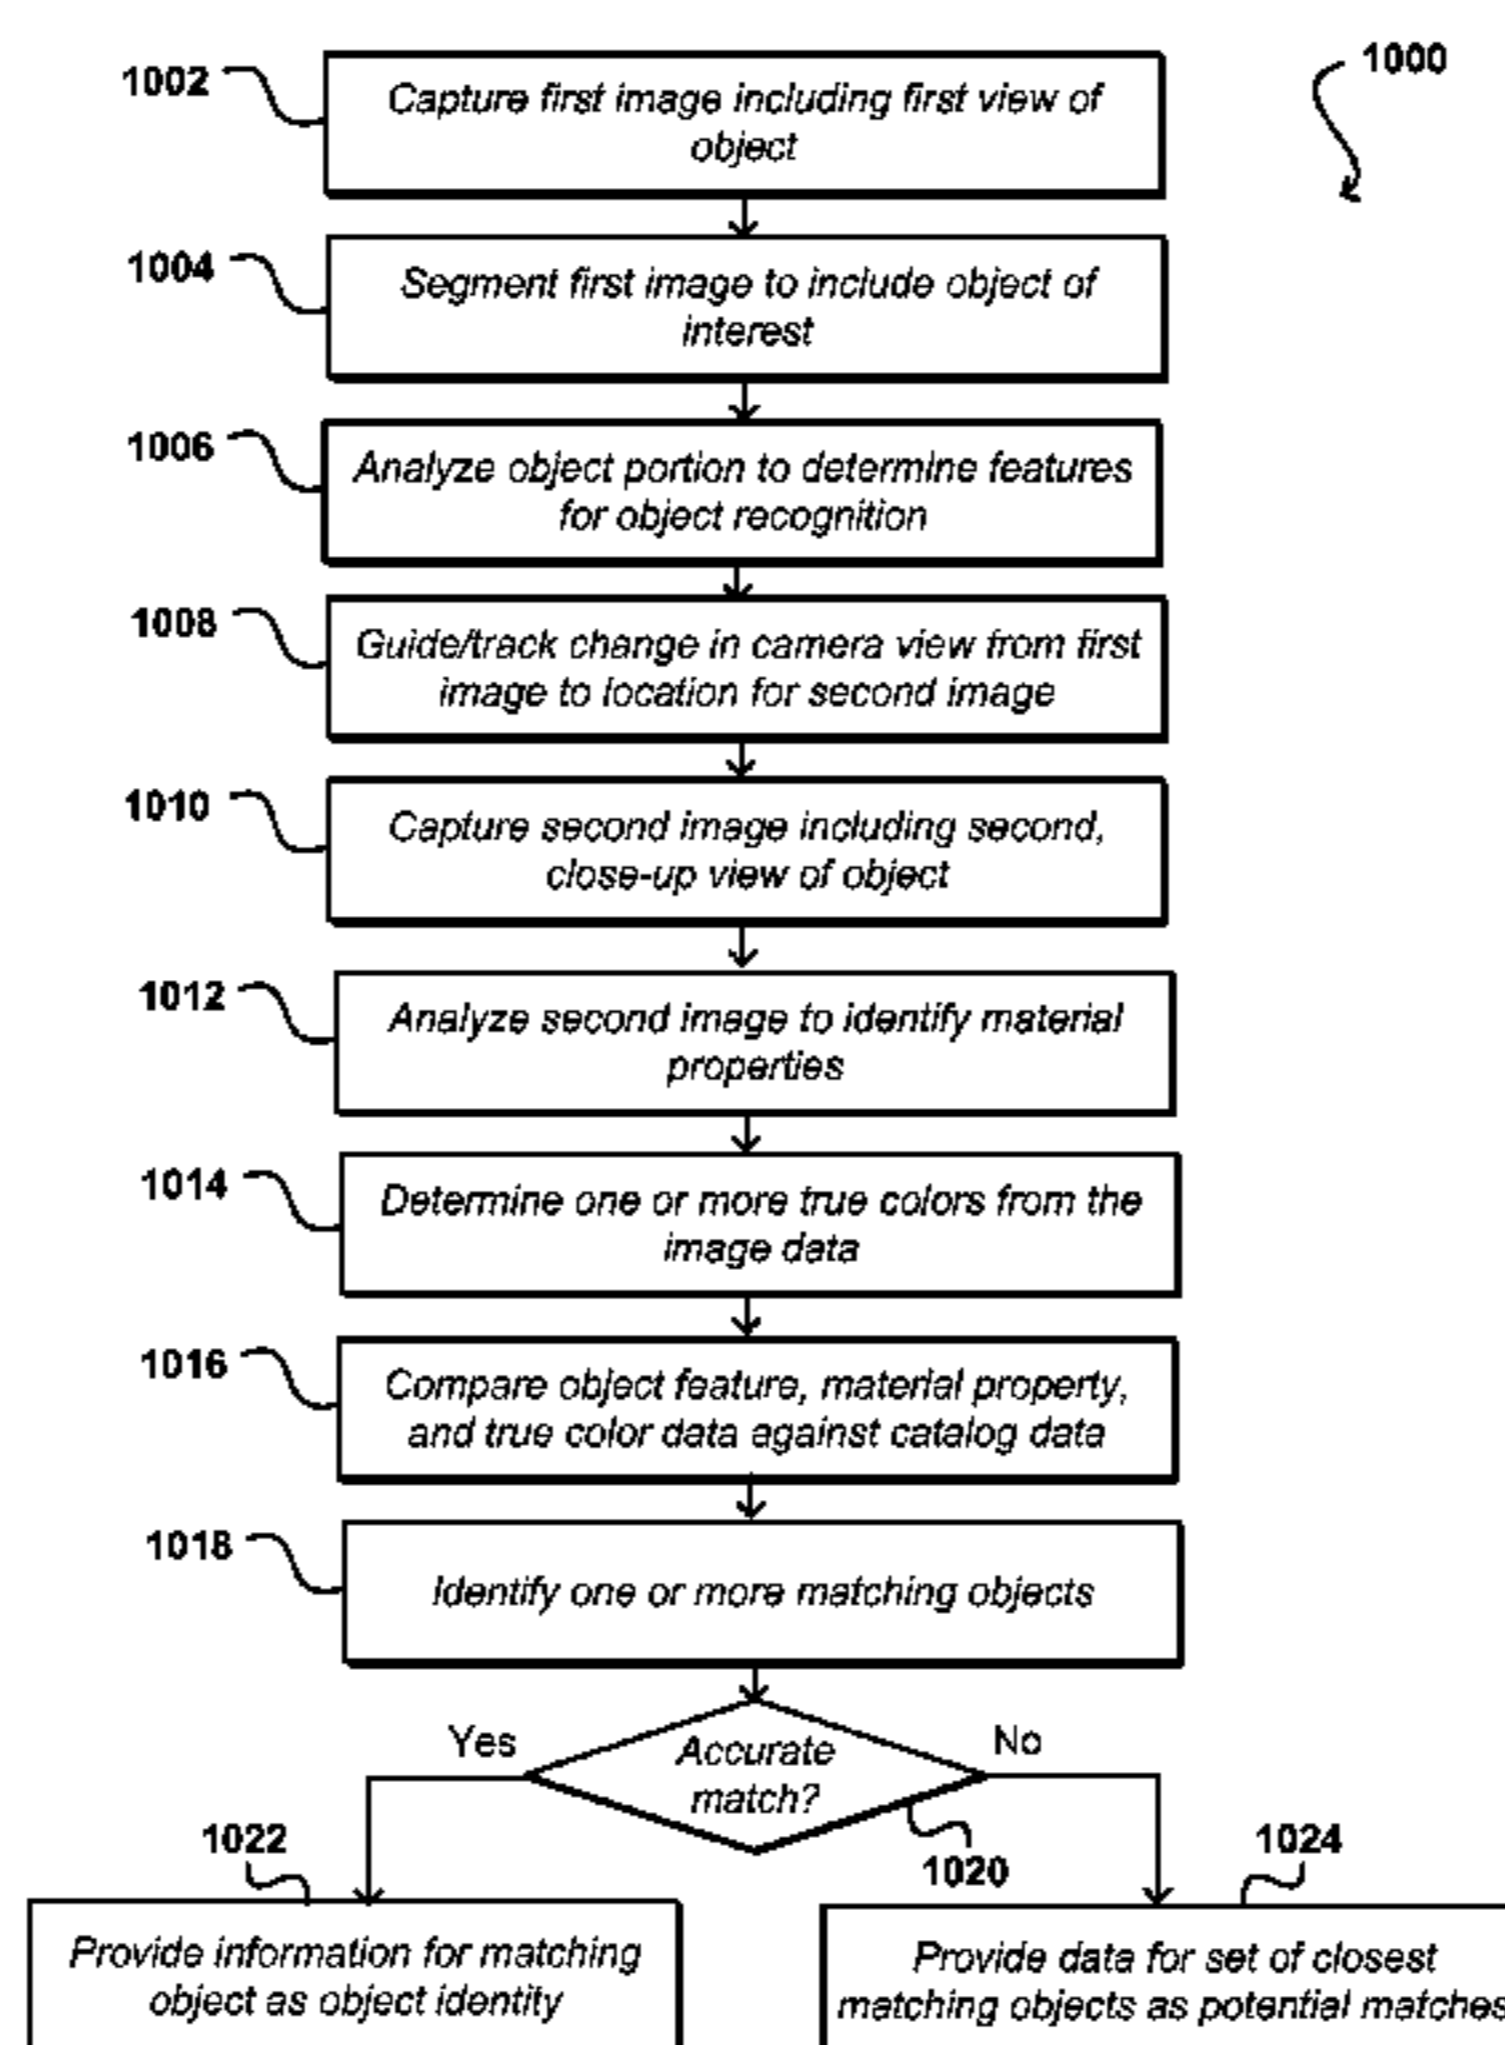 1000
1002
Capture first image including first view of
object
1004
Segment first image to include object of
interest
1006
Analyze object portion to determine features
for object recognition
1008
Guide/track change in camera view from first
image to location for second image
1010
Capture second image including second,
close-up view of object
1012
Analyze second image to identify material
properties
1014
Determine one or more true colors from the
image data
1016
Compare object feature, material property,
and true color data against catalog data
1018
Identify one or more matching objects
Yes
Accurate
match?
No
1020
1022
Provide information for matching
object as object identity
1024
Provide data for set of closest
matching objects as potential matches